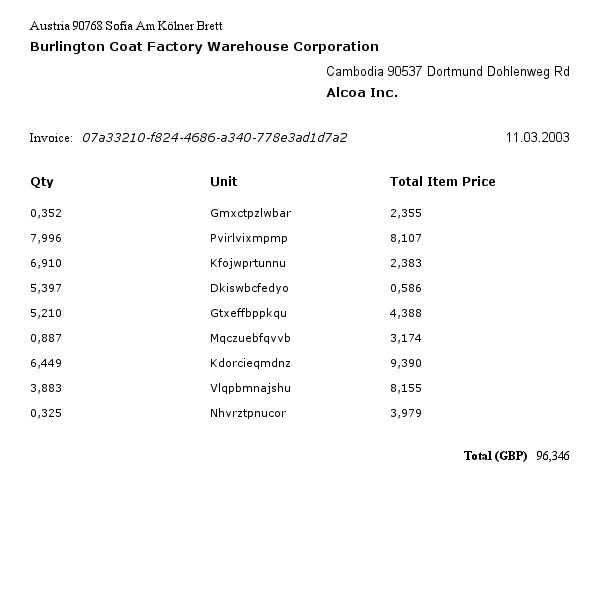 Austria 90768 Sofia Am Kölner Brett
Burlington Coat Factory Warehouse Corporation
Cambodia 90537 Dortmund Dohlenweg Rd
Alcoa Inc.
Invoice: 07a33210-f824-4686-a340-778e3ad1d7a2 11.03.2003
Qty Unit Total Item Price
0,352 Gmxctpzlwbar 2,355
7,996 Pvirlvixmpmp 8,107
6,910 Kfojwprtunnu 2,383
5,397 Dkiswbcfedyo 0,586
5,210 Gtxeffbppkqu 4,388
0,887 Mqczuebfqvvb 3,174
6,449 Kdorcieqmdnz 9,390
3,883 Vlqpbmnajshu 8,155
0,325 Nhvrztpnucor 3,979
Total (GBP) 96,346